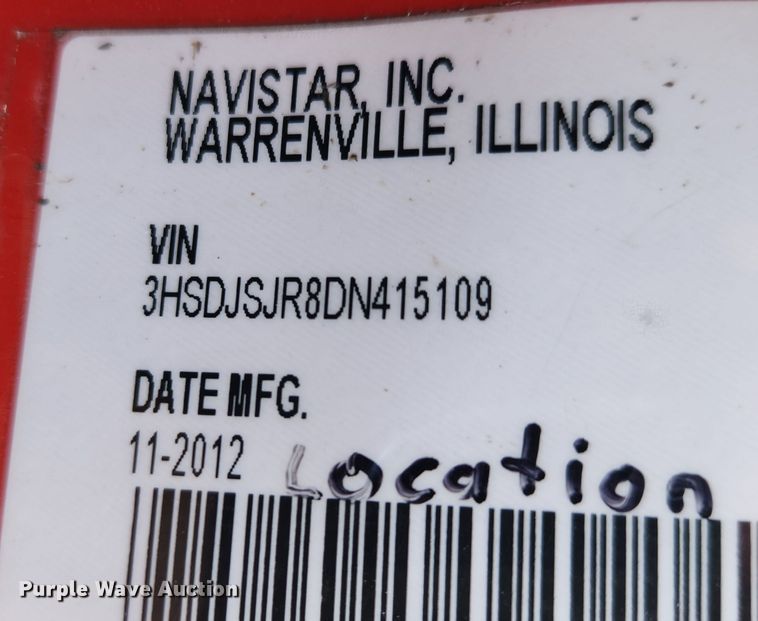 NAVISTAR, INC.
WARRENVILLE, ILLINOIS
VIN
3HSDJSJR8DN415109
DATE MFG.
11-2012
Location
Purple Wave Auction